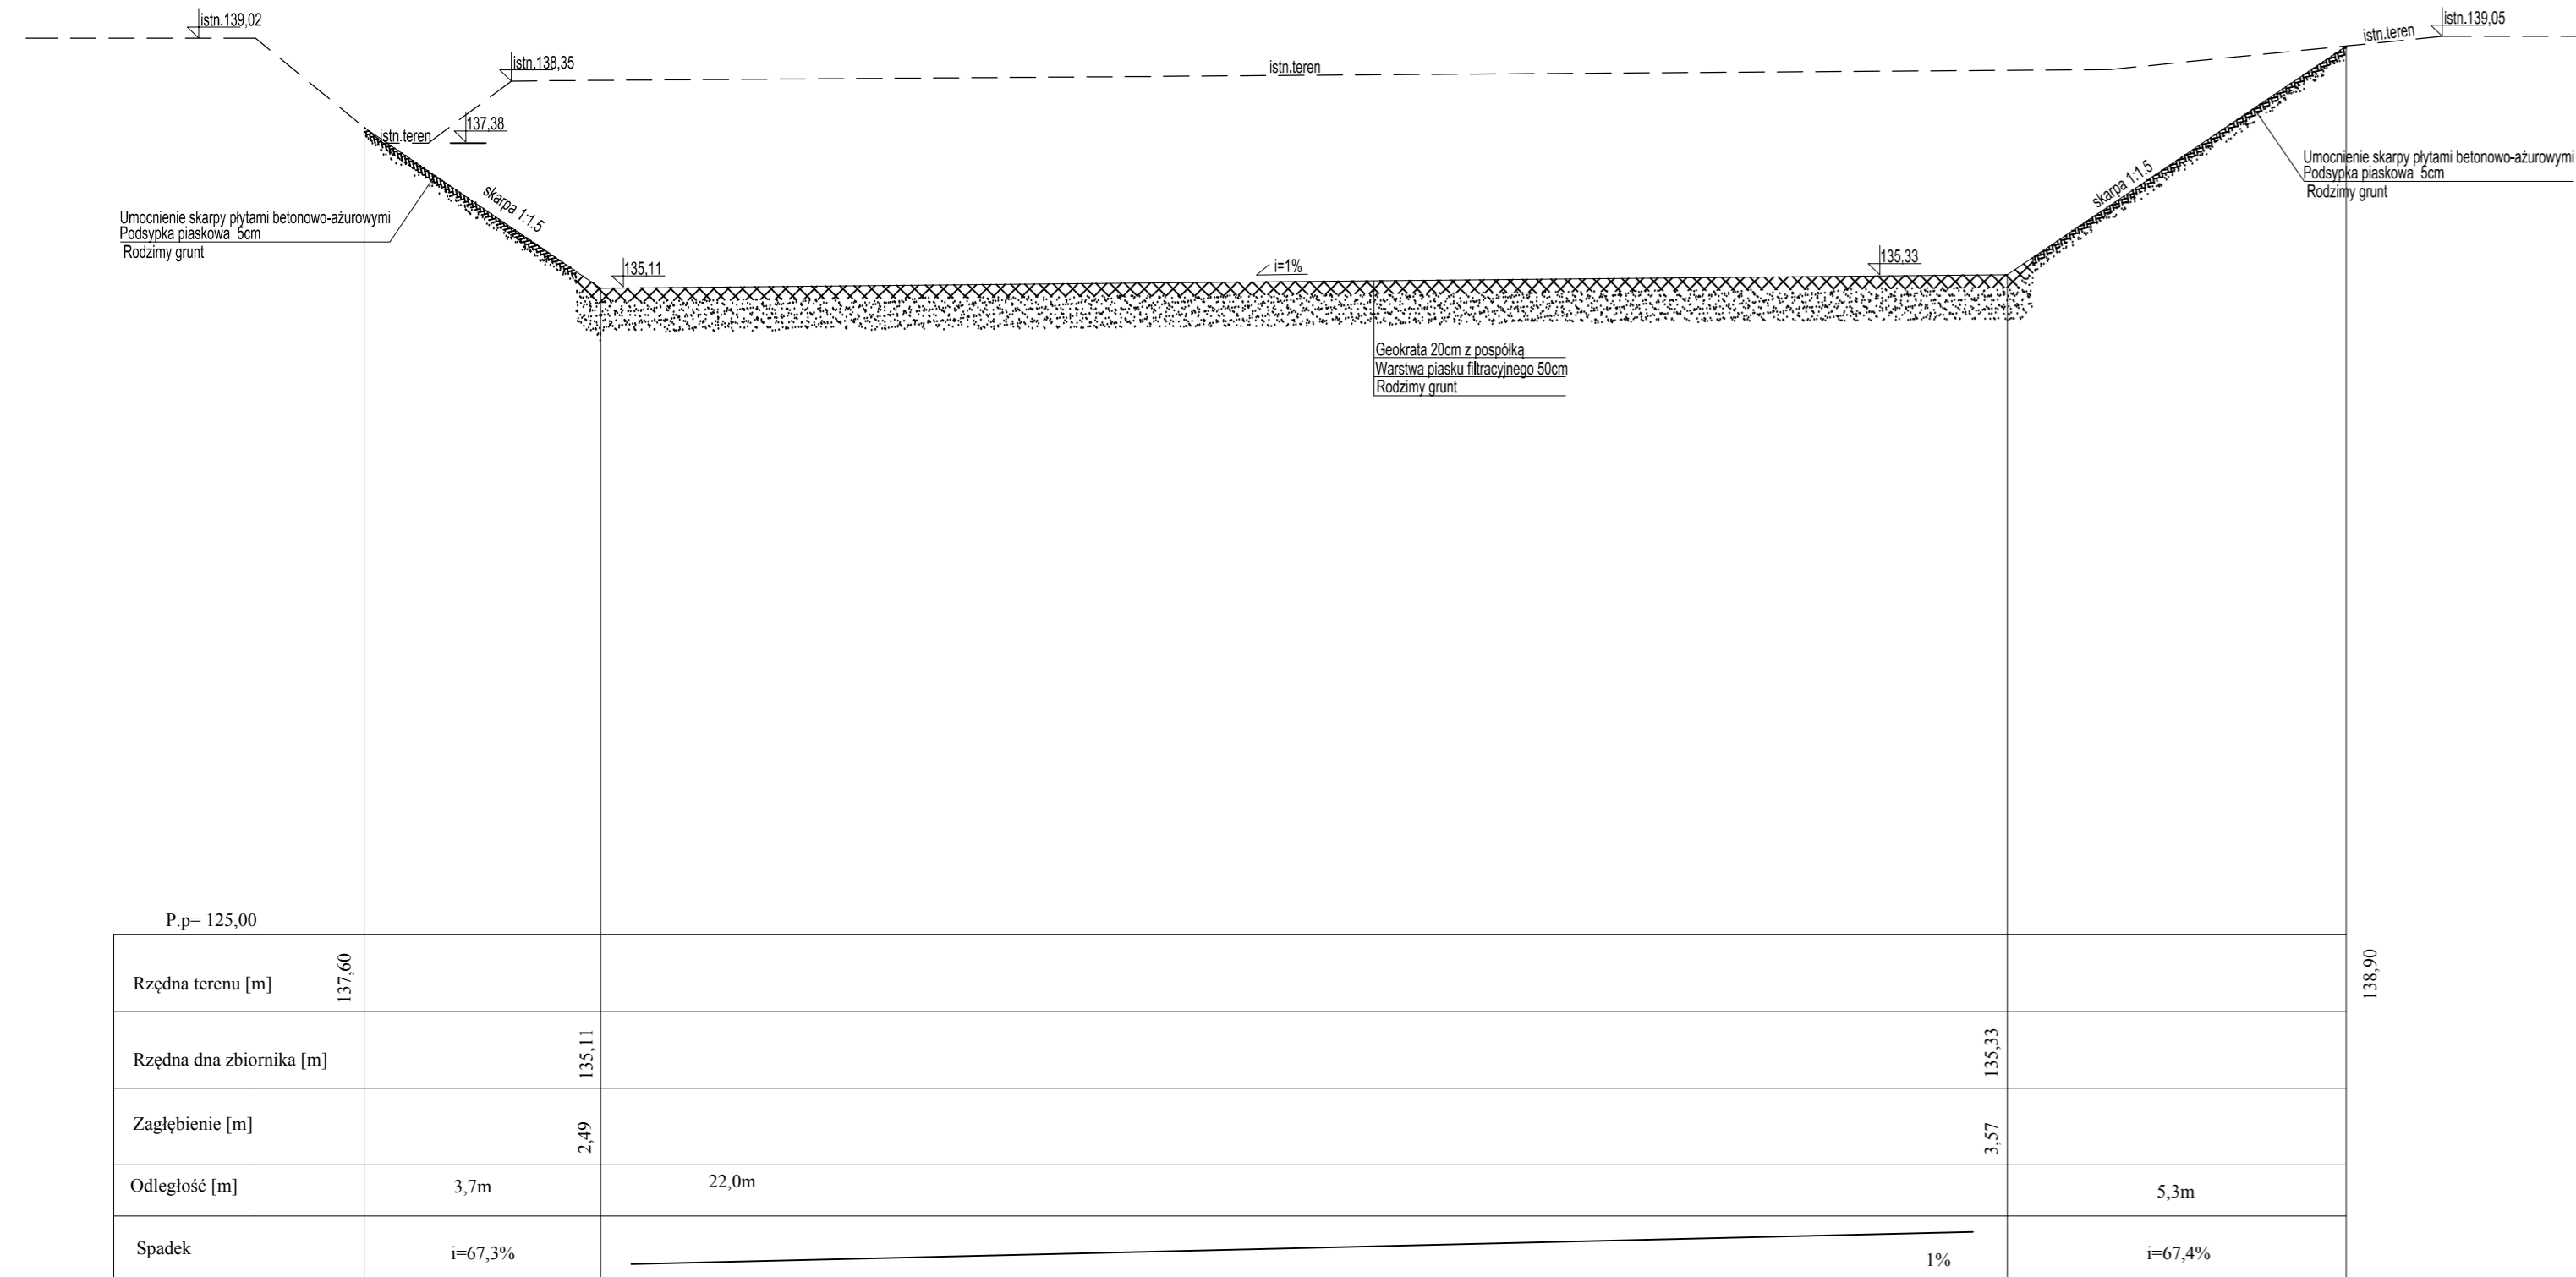 istn.139,02
istn.139,05
istn.teren
istn.138,35
istn.teren
137,38
istn.teren
Umocnienie skarpy płytami betonowo-ażurowymi
Podsypka piaskowa 5cm
Rodzimy grunt
skarpa 1:1.5
skarpa 1:1.5
Umocnienie skarpy płytami betonowo-ażurowymi
Podsypka piaskowa 5cm
Rodzimy grunt
135,11
i=1%
135,33
Geokrata 20cm z pospółką
Warstwa piasku filtracyjnego 50cm
Rodzimy grunt
P.p= 125,00
Rzędna terenu [m]
137,60
138,90
Rzędna dna zbiornika [m]
135,11
135,33
Zagłębienie [m]
2,49
3,57
Odległość [m]
3,7m
22,0m
5,3m
Spadek
i=67,3%
1%
i=67,4%